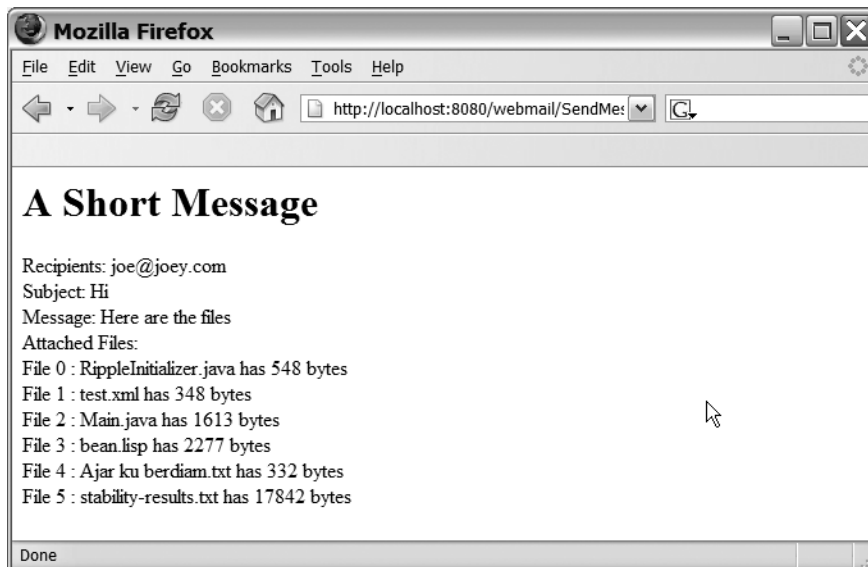 Mozilla Firefox
File Edit View Go Bookmarks Tools Help
http://localhost:8080/webmail/SendMes
G
A Short Message
Recipients: joe@joey.com
Subject: Hi
Message: Here are the files
Attached Files:
File 0 : RippleInitializer.java has 548 bytes
File 1 : test.xml has 348 bytes
File 2 : Main.java has 1613 bytes
File 3 : bean.lisp has 2277 bytes
File 4 : Ajar ku berdiam.txt has 332 bytes
File 5 : stability-results.txt has 17842 bytes
Done